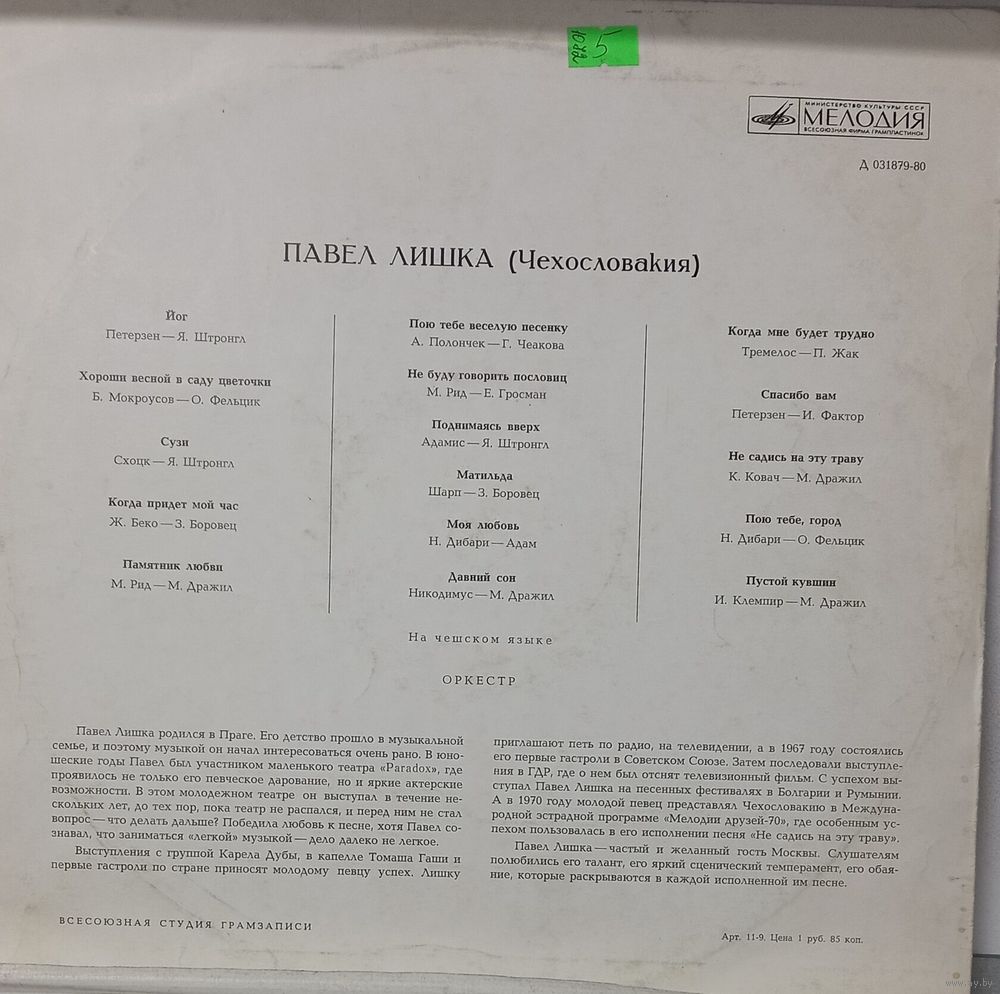 5
МИНИСТЕРСТВО КУЛЬТУРЫ СССР
МЕЛОДИЯ
ВСЕСОЮЗНАЯ ФИРМА ГРАМПЛАСТИНОК
Д 031879-80
ПАВЕЛ ЛИШКА (Чехословакия)
Йог
Петерзен — Я. Штронгл
Хороши весной в саду цветочки
Б. Мокроусов — О. Фельцик
Сузи
Схоцк — Я. Штронгл
Когда придет мой час
Ж. Беко — З. Боровец
Памятник любви
М. Рид — М. Дражил
Пою тебе веселую песенку
А. Полончек — Г. Чеакова
Не буду говорить пословиц
М. Рид — Е. Гросман
Поднимаясь вверх
Адамис — Я. Штронгл
Матильда
Шарп — З. Боровец
Моя любовь
Н. Дибари — Адам
Давний сон
Никодимус — М. Дражил
Когда мне будет трудно
Тремелос — П. Жак
Спасибо вам
Петерзен — И. Фактор
Не садись на эту траву
К. Ковач — М. Дражил
Пою тебе, город
Н. Дибари — О. Фельцик
Пустой кувшин
И. Клемпир — М. Дражил
На чешском языке
ОРКЕСТР
Павел Лишка родился в Праге. Его детство прошло в музыкальной
семье, и поэтому музыкой он начал интересоваться очень рано. В юно-
шеские годы Павел был участником маленького театра «Paradox», где
проявилось не только его певческое дарование, но и яркие актерские
возможности. В этом молодежном театре он выступал в течение не-
скольких лет, до тех пор, пока театр не распался, и перед ним не стал
вопрос — что делать дальше? Победила любовь к песне, хотя Павел со-
знавал, что заниматься «легкой» музыкой — дело далеко не легкое.
Выступления с группой Карела Дубы, в капелле Томаша Гаши и
первые гастроли по стране приносят молодому певцу успех. Лишку
приглашают петь по радио, на телевидении, а в 1967 году состоялись
его первые гастроли в Советском Союзе. Затем последовали выступле-
ния в ГДР, где о нем был отснят телевизионный фильм. С успехом вы-
ступал Павел Лишка на песенных фестивалях в Болгарии и Румынии.
А в 1970 году молодой певец представлял Чехословакию в Междуна-
родной эстрадной программе «Мелодии друзей-70», где особенным ус-
пехом пользовалась в его исполнении песня «Не садись на эту траву».
Павел Лишка — частый и желанный гость Москвы. Слушателям
полюбились его талант, его яркий сценический темперамент, его обая-
ние, которые раскрываются в каждой исполненной им песне.
ВСЕСОЮЗНАЯ СТУДИЯ ГРАМЗАПИСИ
Арт. 11-9. Цена 1 руб. 85 коп.
www.ay.by